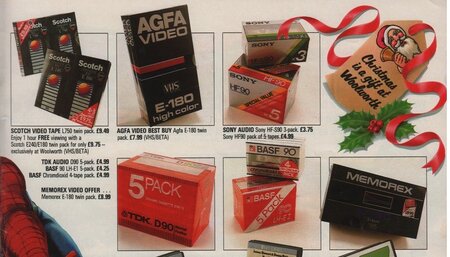 Scotch
Scotch
AGFA
VIDEO
VHS
E-180
high color
SONY
HF90
3
SONY
HF90
SPECIAL VALUE
5
Christmas
is a gift at
Woolworth
SCOTCH VIDEO TAPE L750 twin pack. £9.49
Enjoy 1 hour FREE viewing with a
Scotch E240/E180 twin pack for only £9.75 –
exclusively at Woolworth (VHS/BETA)
AGFA VIDEO BEST BUY Agfa E-180 twin
pack. £7.99 (VHS/BETA)
SONY AUDIO Sony HF-S90 3-pack. £3.75
Sony HF90 pack of 5 tapes. £4.99
TDK AUDIO D90 5-pack. £4.99
BASF 90 LH-E1 5-pack. £4.25
BASF Chromdioxid 4-tape pack. £4.99
MEMOREX VIDEO OFFER . . .
Memorex E-180 twin pack. £8.99
5 PACK
TDK D90
BASF 90
BASF
5 PACK
MEMOREX